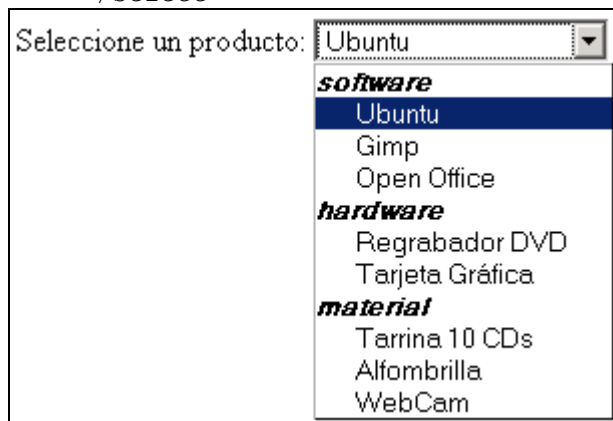 Seleccione un producto: Ubuntu
software
Ubuntu
Gimp
Open Office
hardware
Regrabador DVD
Tarjeta Gráfica
material
Tarrina 10 CDs
Alfombrilla
WebCam